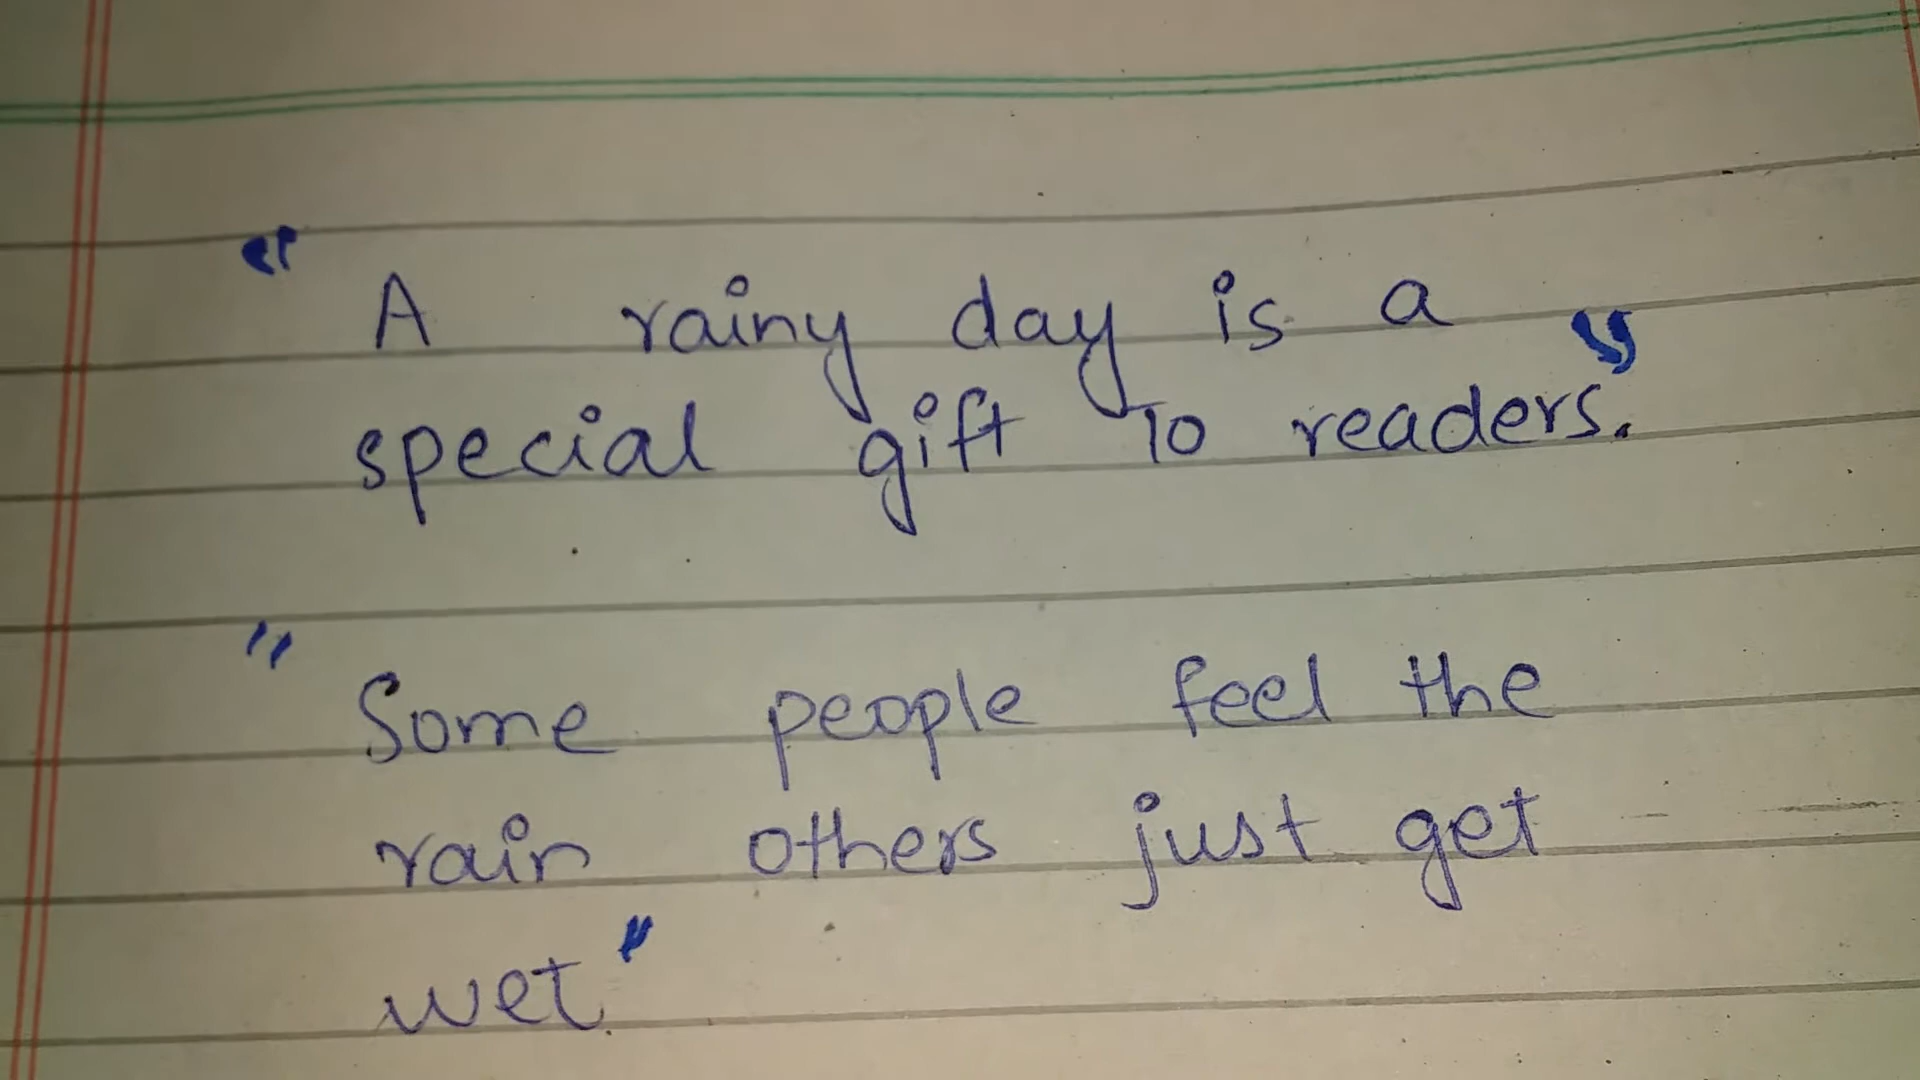 “ A rainy day is a
special gift to readers.”
" Some people feel the
rain others just get
wet."